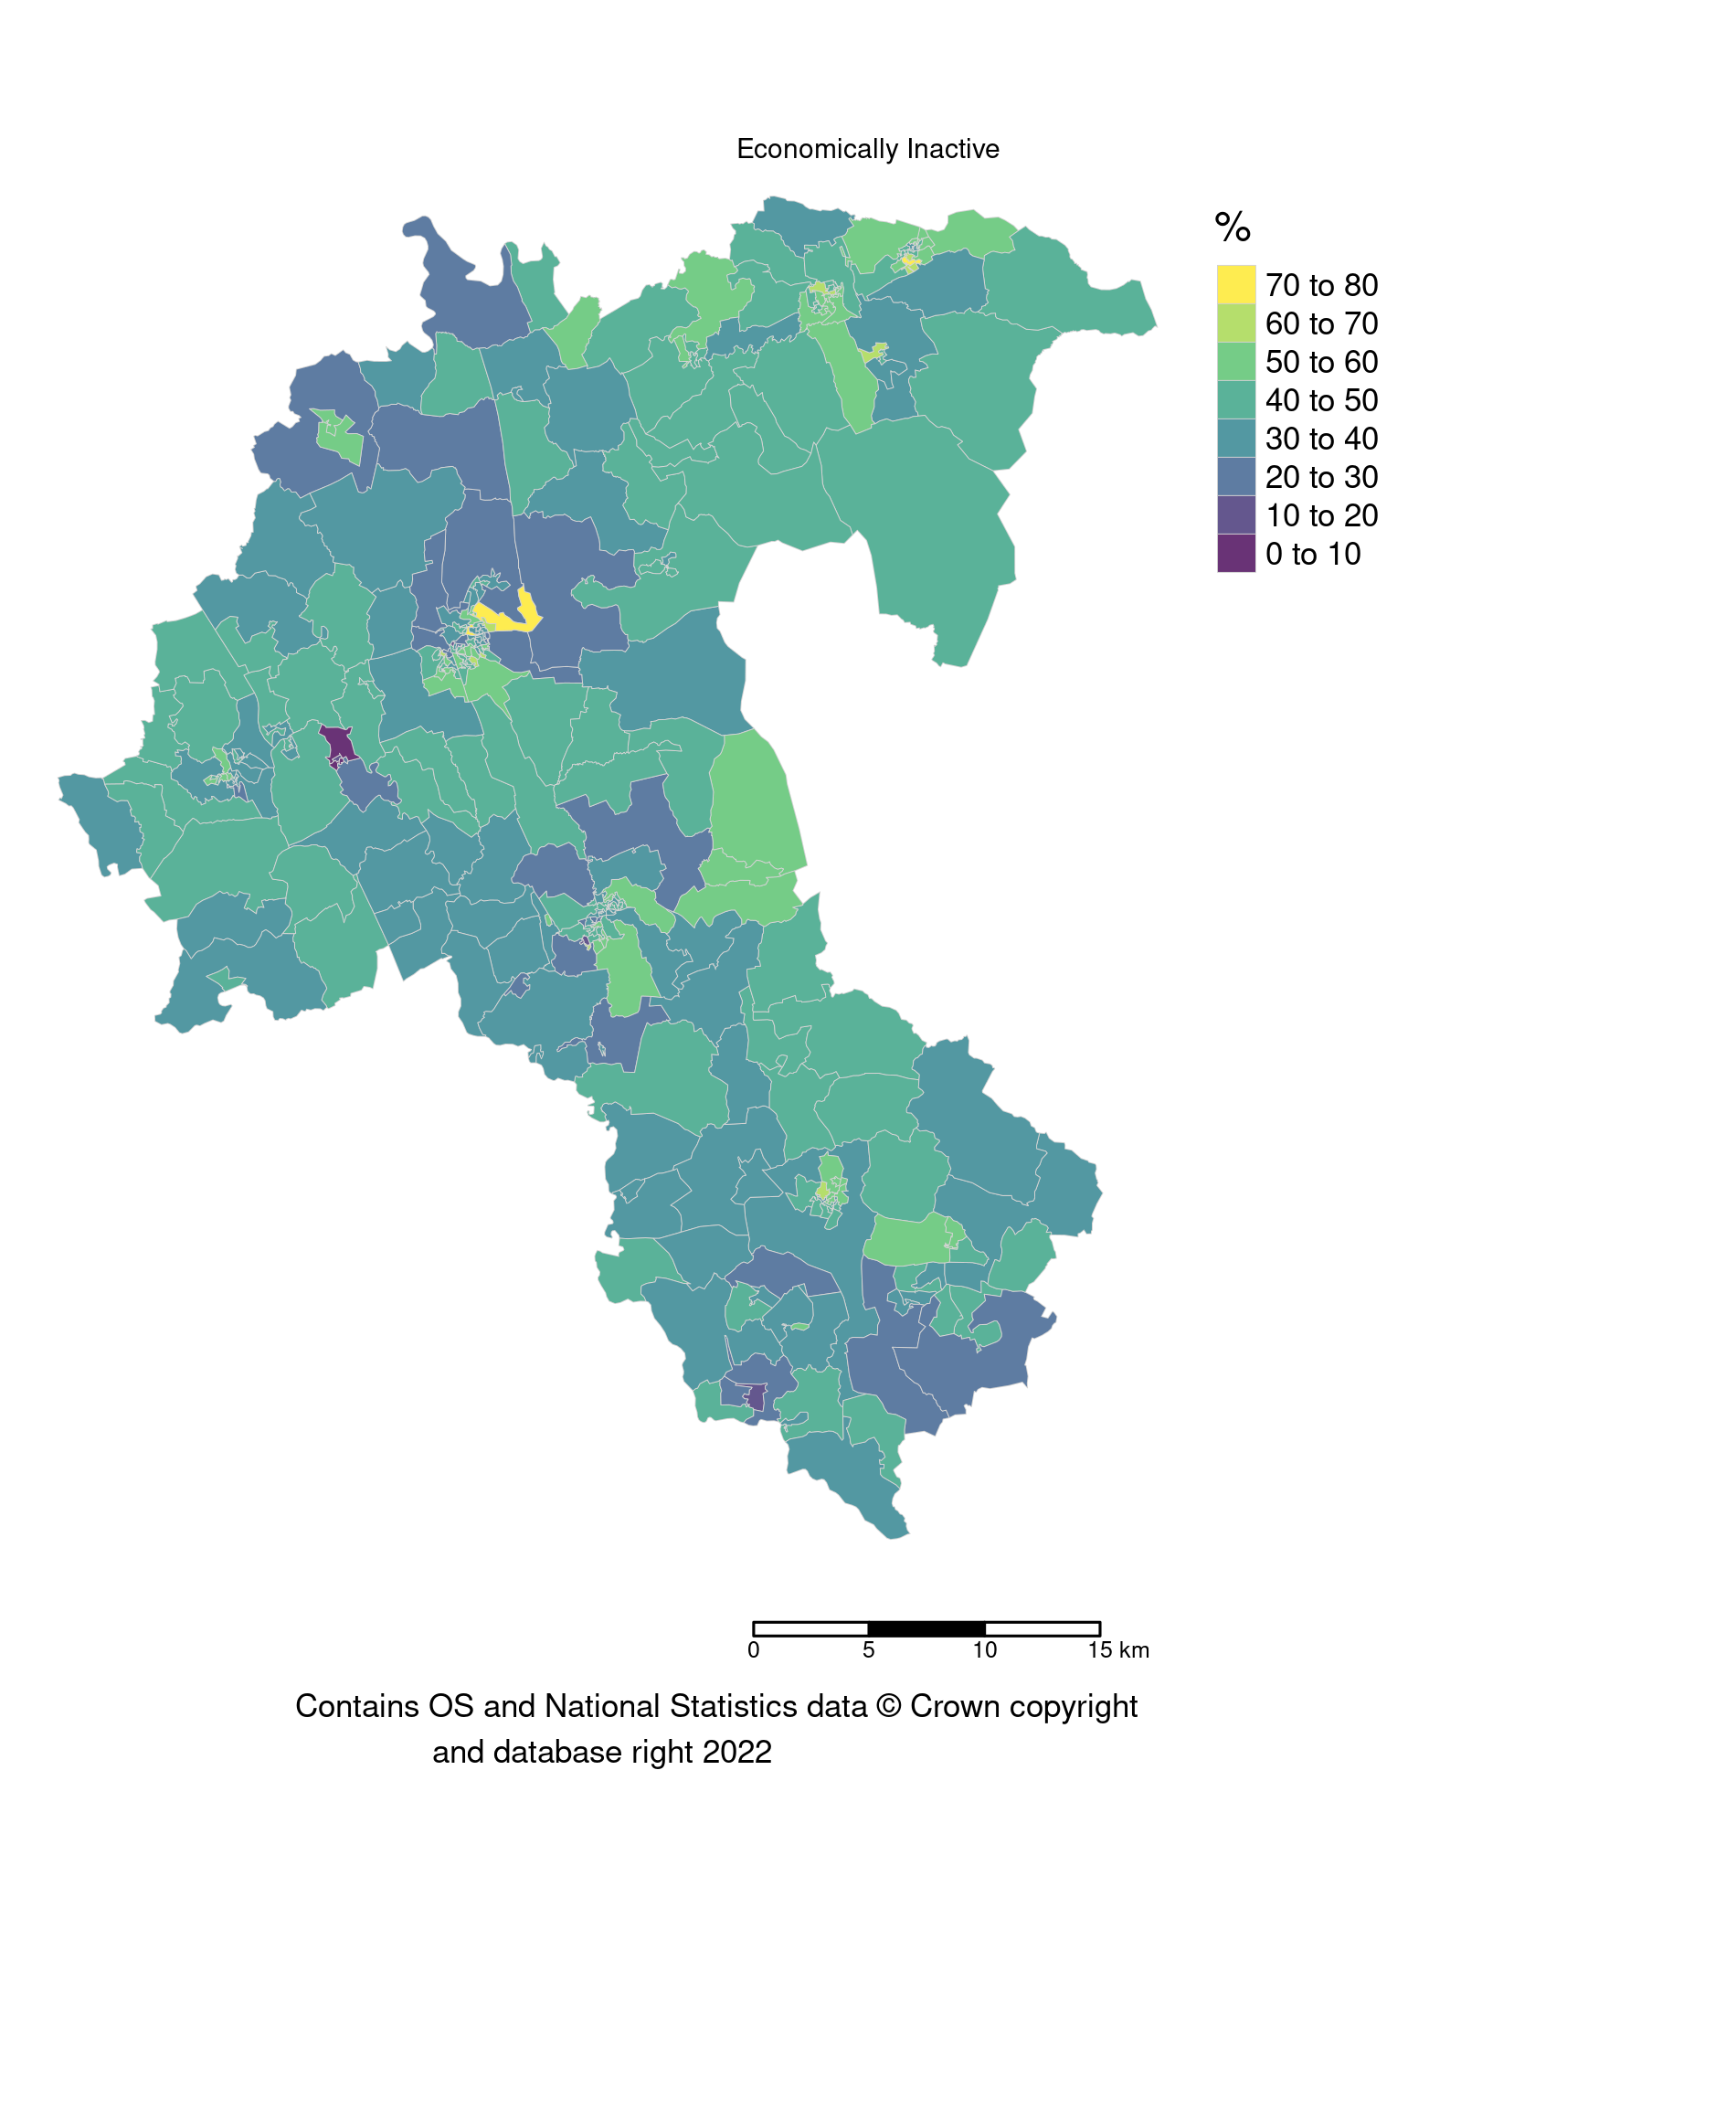 Economically Inactive
%
70 to 80
60 to 70
50 to 60
40 to 50
30 to 40
20 to 30
10 to 20
0 to 10
0 5 10 15 km
Contains OS and National Statistics data © Crown copyright
and database right 2022